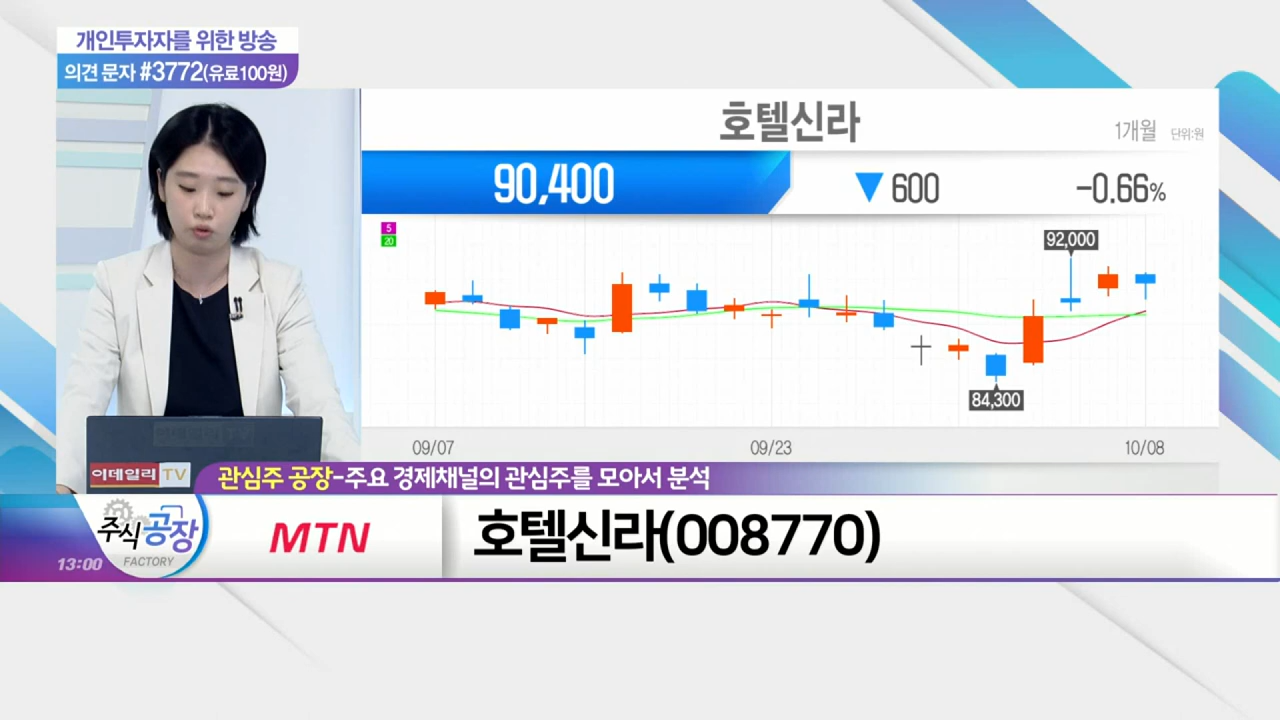 개인투자자를 위한 방송
의견 문자 #3772(유료100원)
호텔신라
1개월 단위:원
90,400 ▼600 -0.66%
5
20
92,000
84,300
09/07 09/23 10/08
이데일리 TV
관심주 공장-주요 경제채널의 관심주를 모아서 분석
주식공장
FACTORY
13:00
MTN
호텔신라(008770)